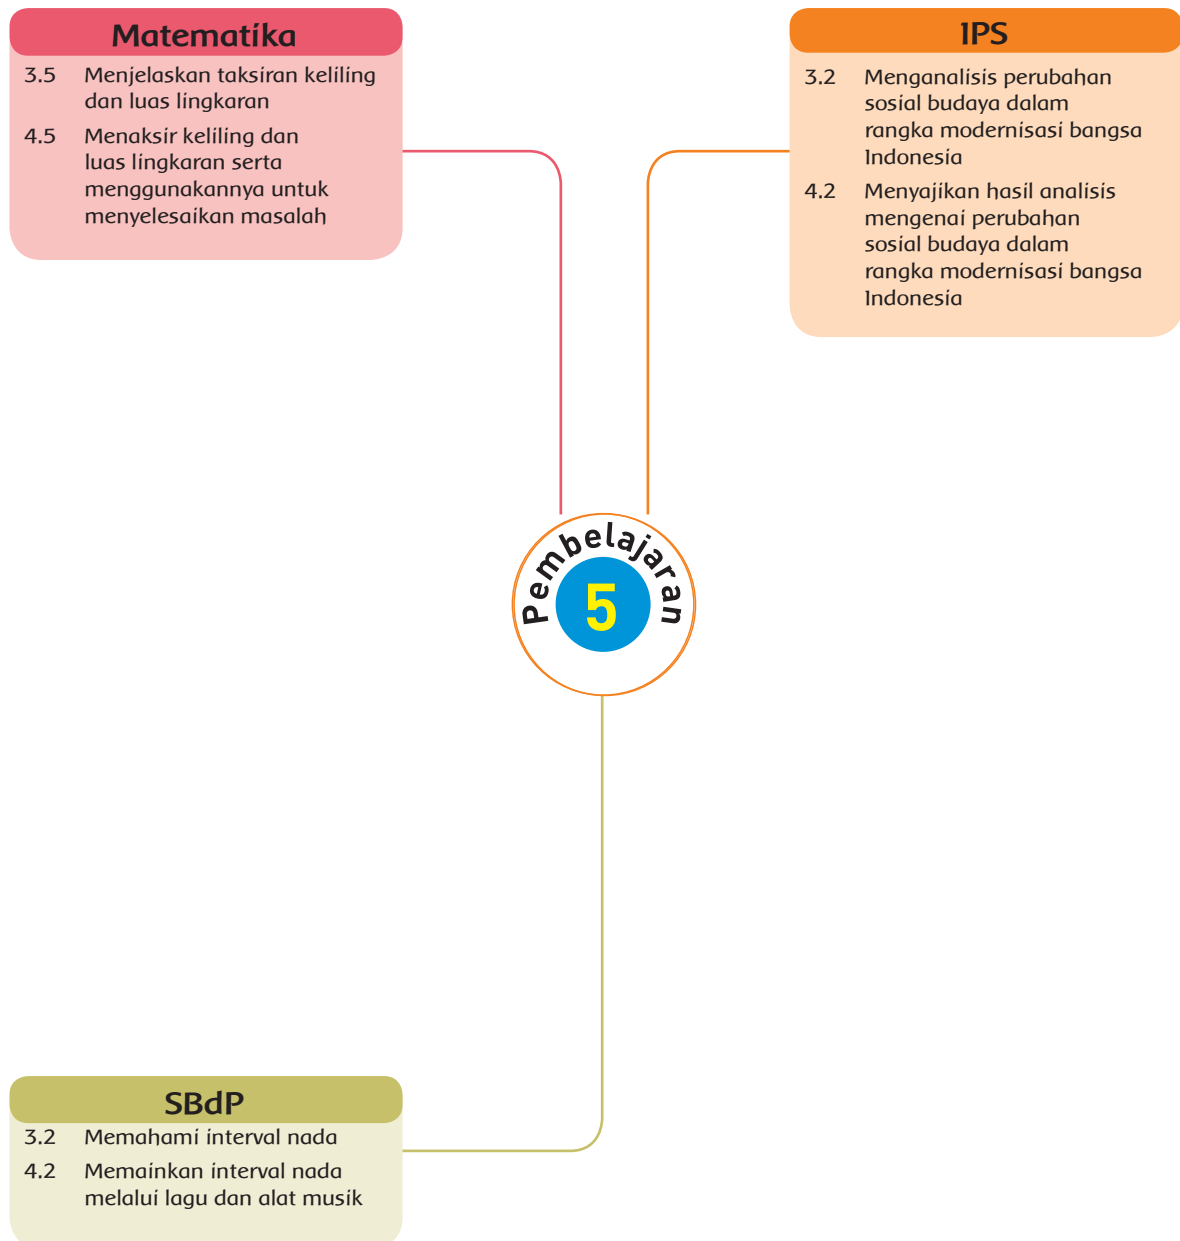 Matematika
3.5 Menjelaskan taksiran keliling
dan luas lingkaran
4.5 Menaksir keliling dan
luas lingkaran serta
menggunakannya untuk
menyelesaikan masalah
IPS
3.2 Menganalisis perubahan
sosial budaya dalam
rangka modernisasi bangsa
Indonesia
4.2 Menyajikan hasil analisis
mengenai perubahan
sosial budaya dalam
rangka modernisasi bangsa
Indonesia
Pembelajaran
5
SBdP
3.2 Memahami interval nada
4.2 Memainkan interval nada
melalui lagu dan alat musik